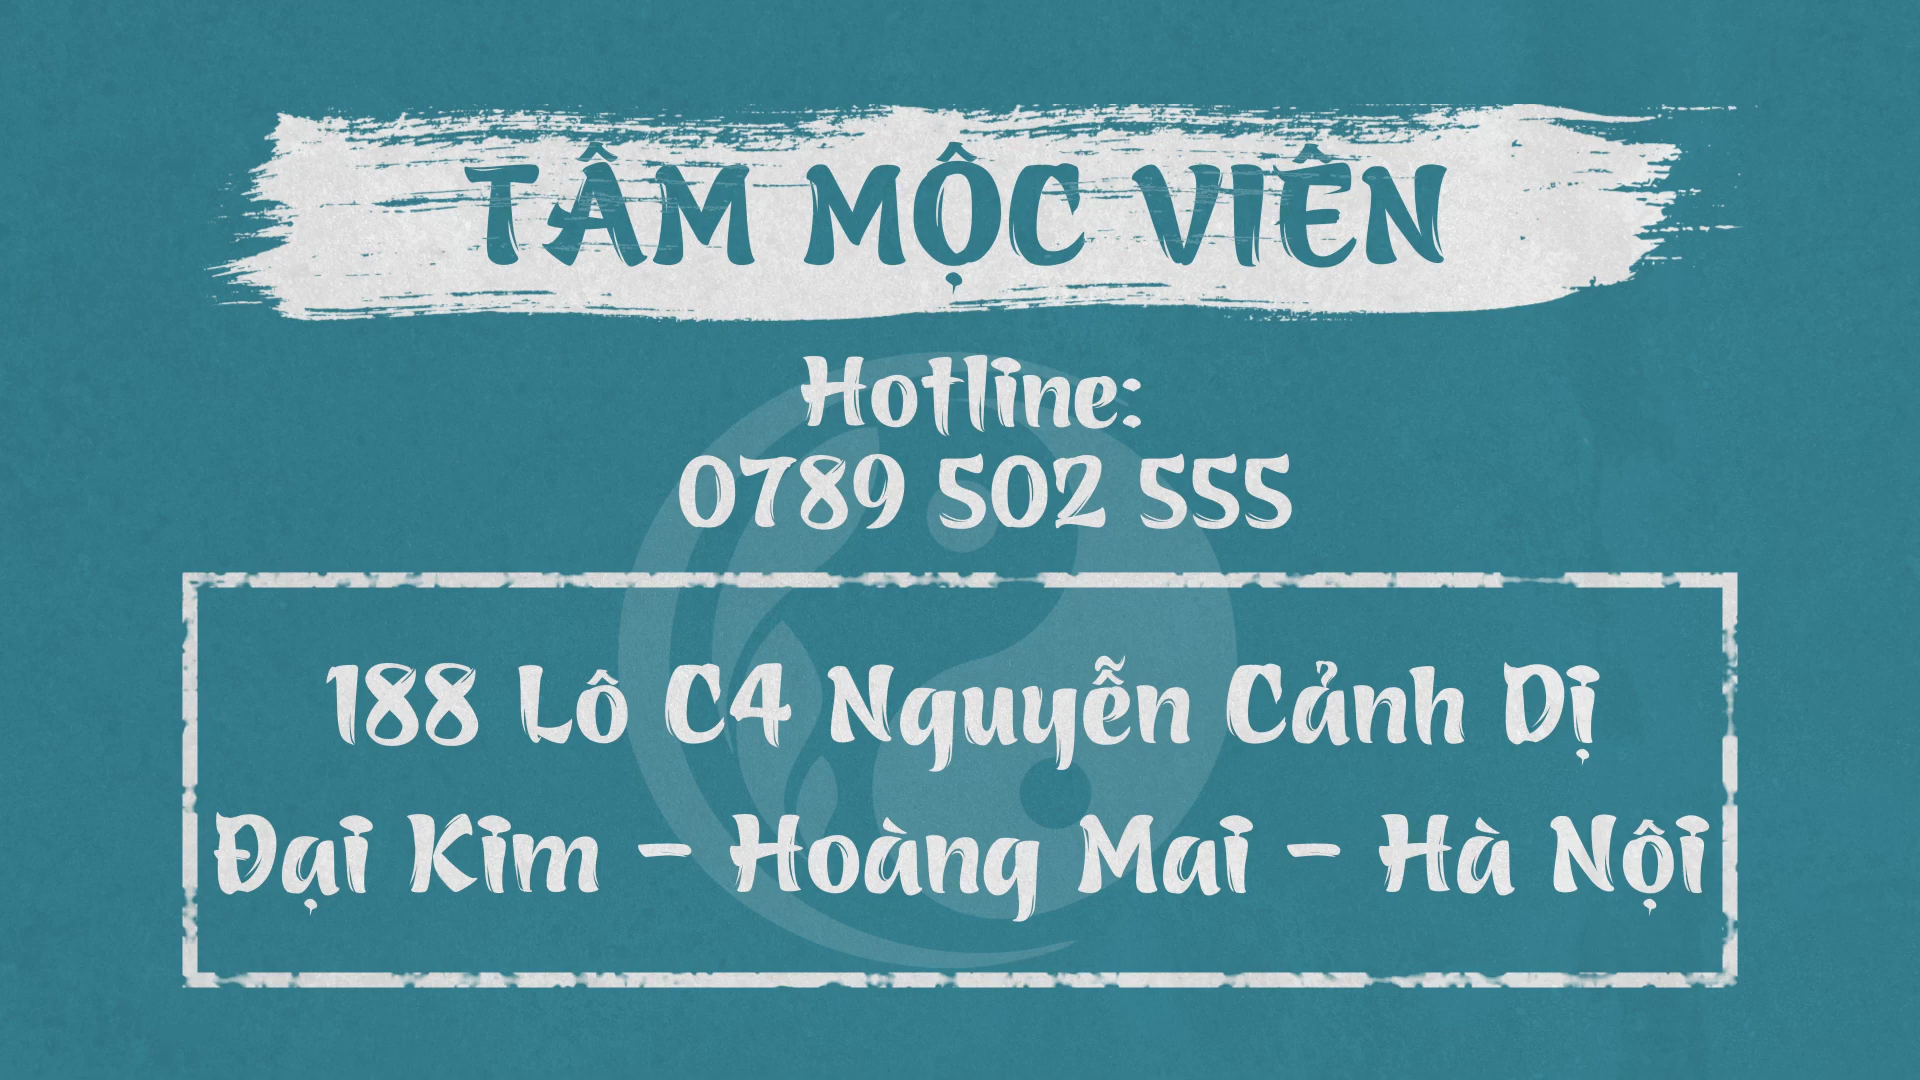 TÂM MỘC VIÊN
Hotline:
0789 502 555
188 Lô C4 Nguyễn Cảnh Dị
Đại Kim - Hoàng Mai - Hà Nội